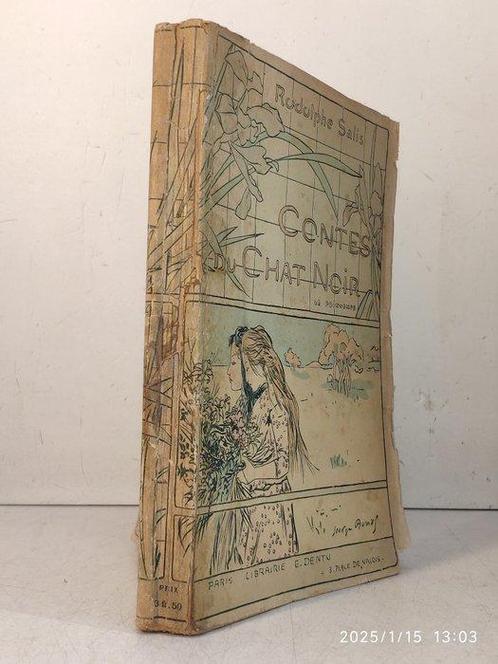 Rodolphe Salis
CONTES
DU CHAT NOIR
PARIS LIBRAIRIE E. DENTU
3. PLACE DE VALOIS.
PRIX
3 fr. 50
2025/1/15 13:03